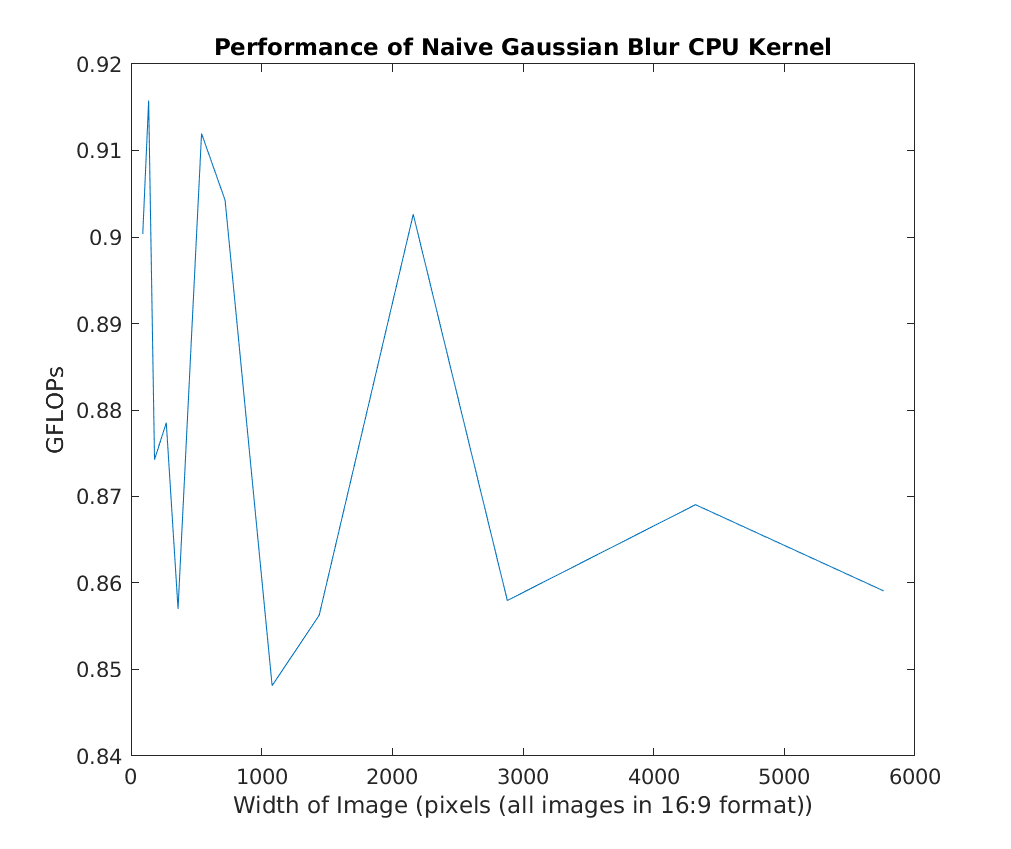 Performance of Naive Gaussian Blur CPU Kernel
0.92
0.91
0.9
0.89
0.88
0.87
0.86
0.85
0.84
GFLOPs
0 1000 2000 3000 4000 5000 6000
Width of Image (pixels (all images in 16:9 format))